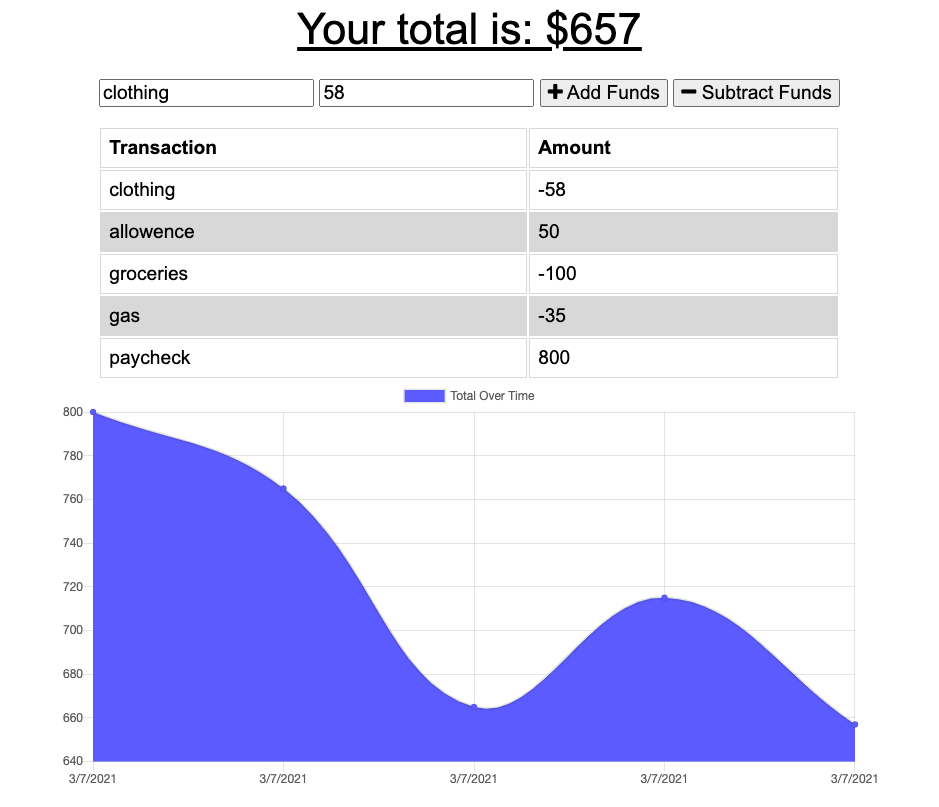 Your total is: $657
clothing 58 Add Funds Subtract Funds
Transaction Amount
clothing -58
allowence 50
groceries -100
gas -35
paycheck 800
Total Over Time
800
780
760
740
720
700
680
660
640
3/7/2021 3/7/2021 3/7/2021 3/7/2021 3/7/2021